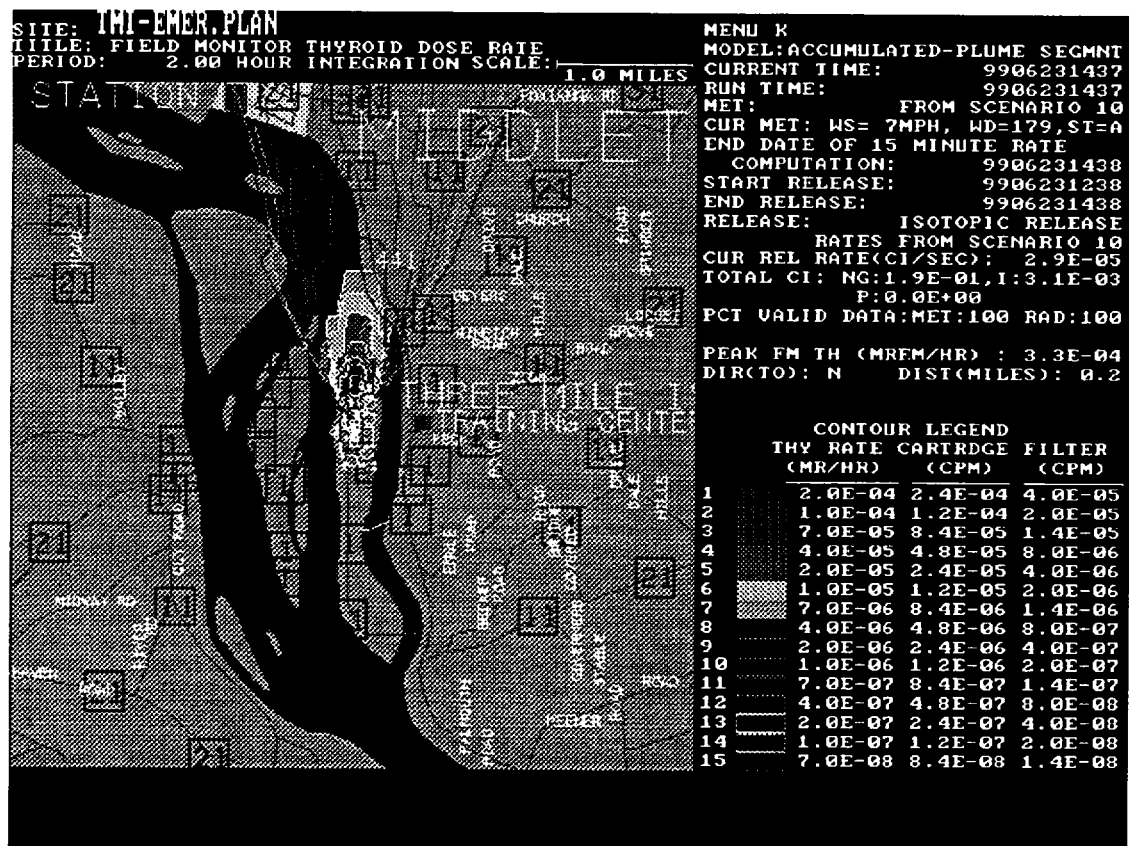 SITE: TMI-EMER.PLAN
TITLE: FIELD MONITOR THYROID DOSE RATE
PERIOD: 2.00 HOUR INTEGRATION SCALE:
1.0 MILES
STATION
MIDDLET
CHURCH
GEYERS
HILLS
THREE MILE I
TRAINING CENTE
MIDWAY RD
FALMOUTH
ROAD
MENU K
MODEL:ACCUMULATED-PLUME SEGMNT
CURRENT TIME: 9906231437
RUN TIME: 9906231437
MET: FROM SCENARIO 10
CUR MET: WS= 7MPH, WD=179,ST=A
END DATE OF 15 MINUTE RATE
COMPUTATION: 9906231438
START RELEASE: 9906231238
END RELEASE: 9906231438
RELEASE: ISOTOPIC RELEASE
RATES FROM SCENARIO 10
CUR REL RATE(CI/SEC): 2.9E-05
TOTAL CI: NG:1.9E-01,I:3.1E-03
P:0.0E+00
PCT VALID DATA:MET:100 RAD:100
PEAK FM TH (MREM/HR) : 3.3E-04
DIR(TO): N DIST(MILES): 0.2
CONTOUR LEGEND
THY RATE CARTRDGE FILTER
(MR/HR) (CPM) (CPM)
1 2.0E-04 2.4E-04 4.0E-05
2 1.0E-04 1.2E-04 2.0E-05
3 7.0E-05 8.4E-05 1.4E-05
4 4.0E-05 4.8E-05 8.0E-06
5 2.0E-05 2.4E-05 4.0E-06
6 1.0E-05 1.2E-05 2.0E-06
7 7.0E-06 8.4E-06 1.4E-06
8 4.0E-06 4.8E-06 8.0E-07
9 2.0E-06 2.4E-06 4.0E-07
10 1.0E-06 1.2E-06 2.0E-07
11 7.0E-07 8.4E-07 1.4E-07
12 4.0E-07 4.8E-07 8.0E-08
13 2.0E-07 2.4E-07 4.0E-08
14 1.0E-07 1.2E-07 2.0E-08
15 7.0E-08 8.4E-08 1.4E-08